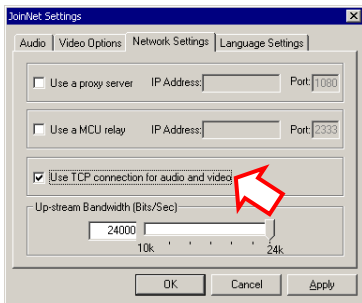 JoinNet Settings
Audio Video Options Network Settings Language Settings
Use a proxy server IP Address: Port: 1080
Use a MCU relay IP Address: Port: 2333
Use TCP connection for audio and video
Up-stream Bandwidth (Bits/Sec)
24000
10k 24k
OK Cancel Apply